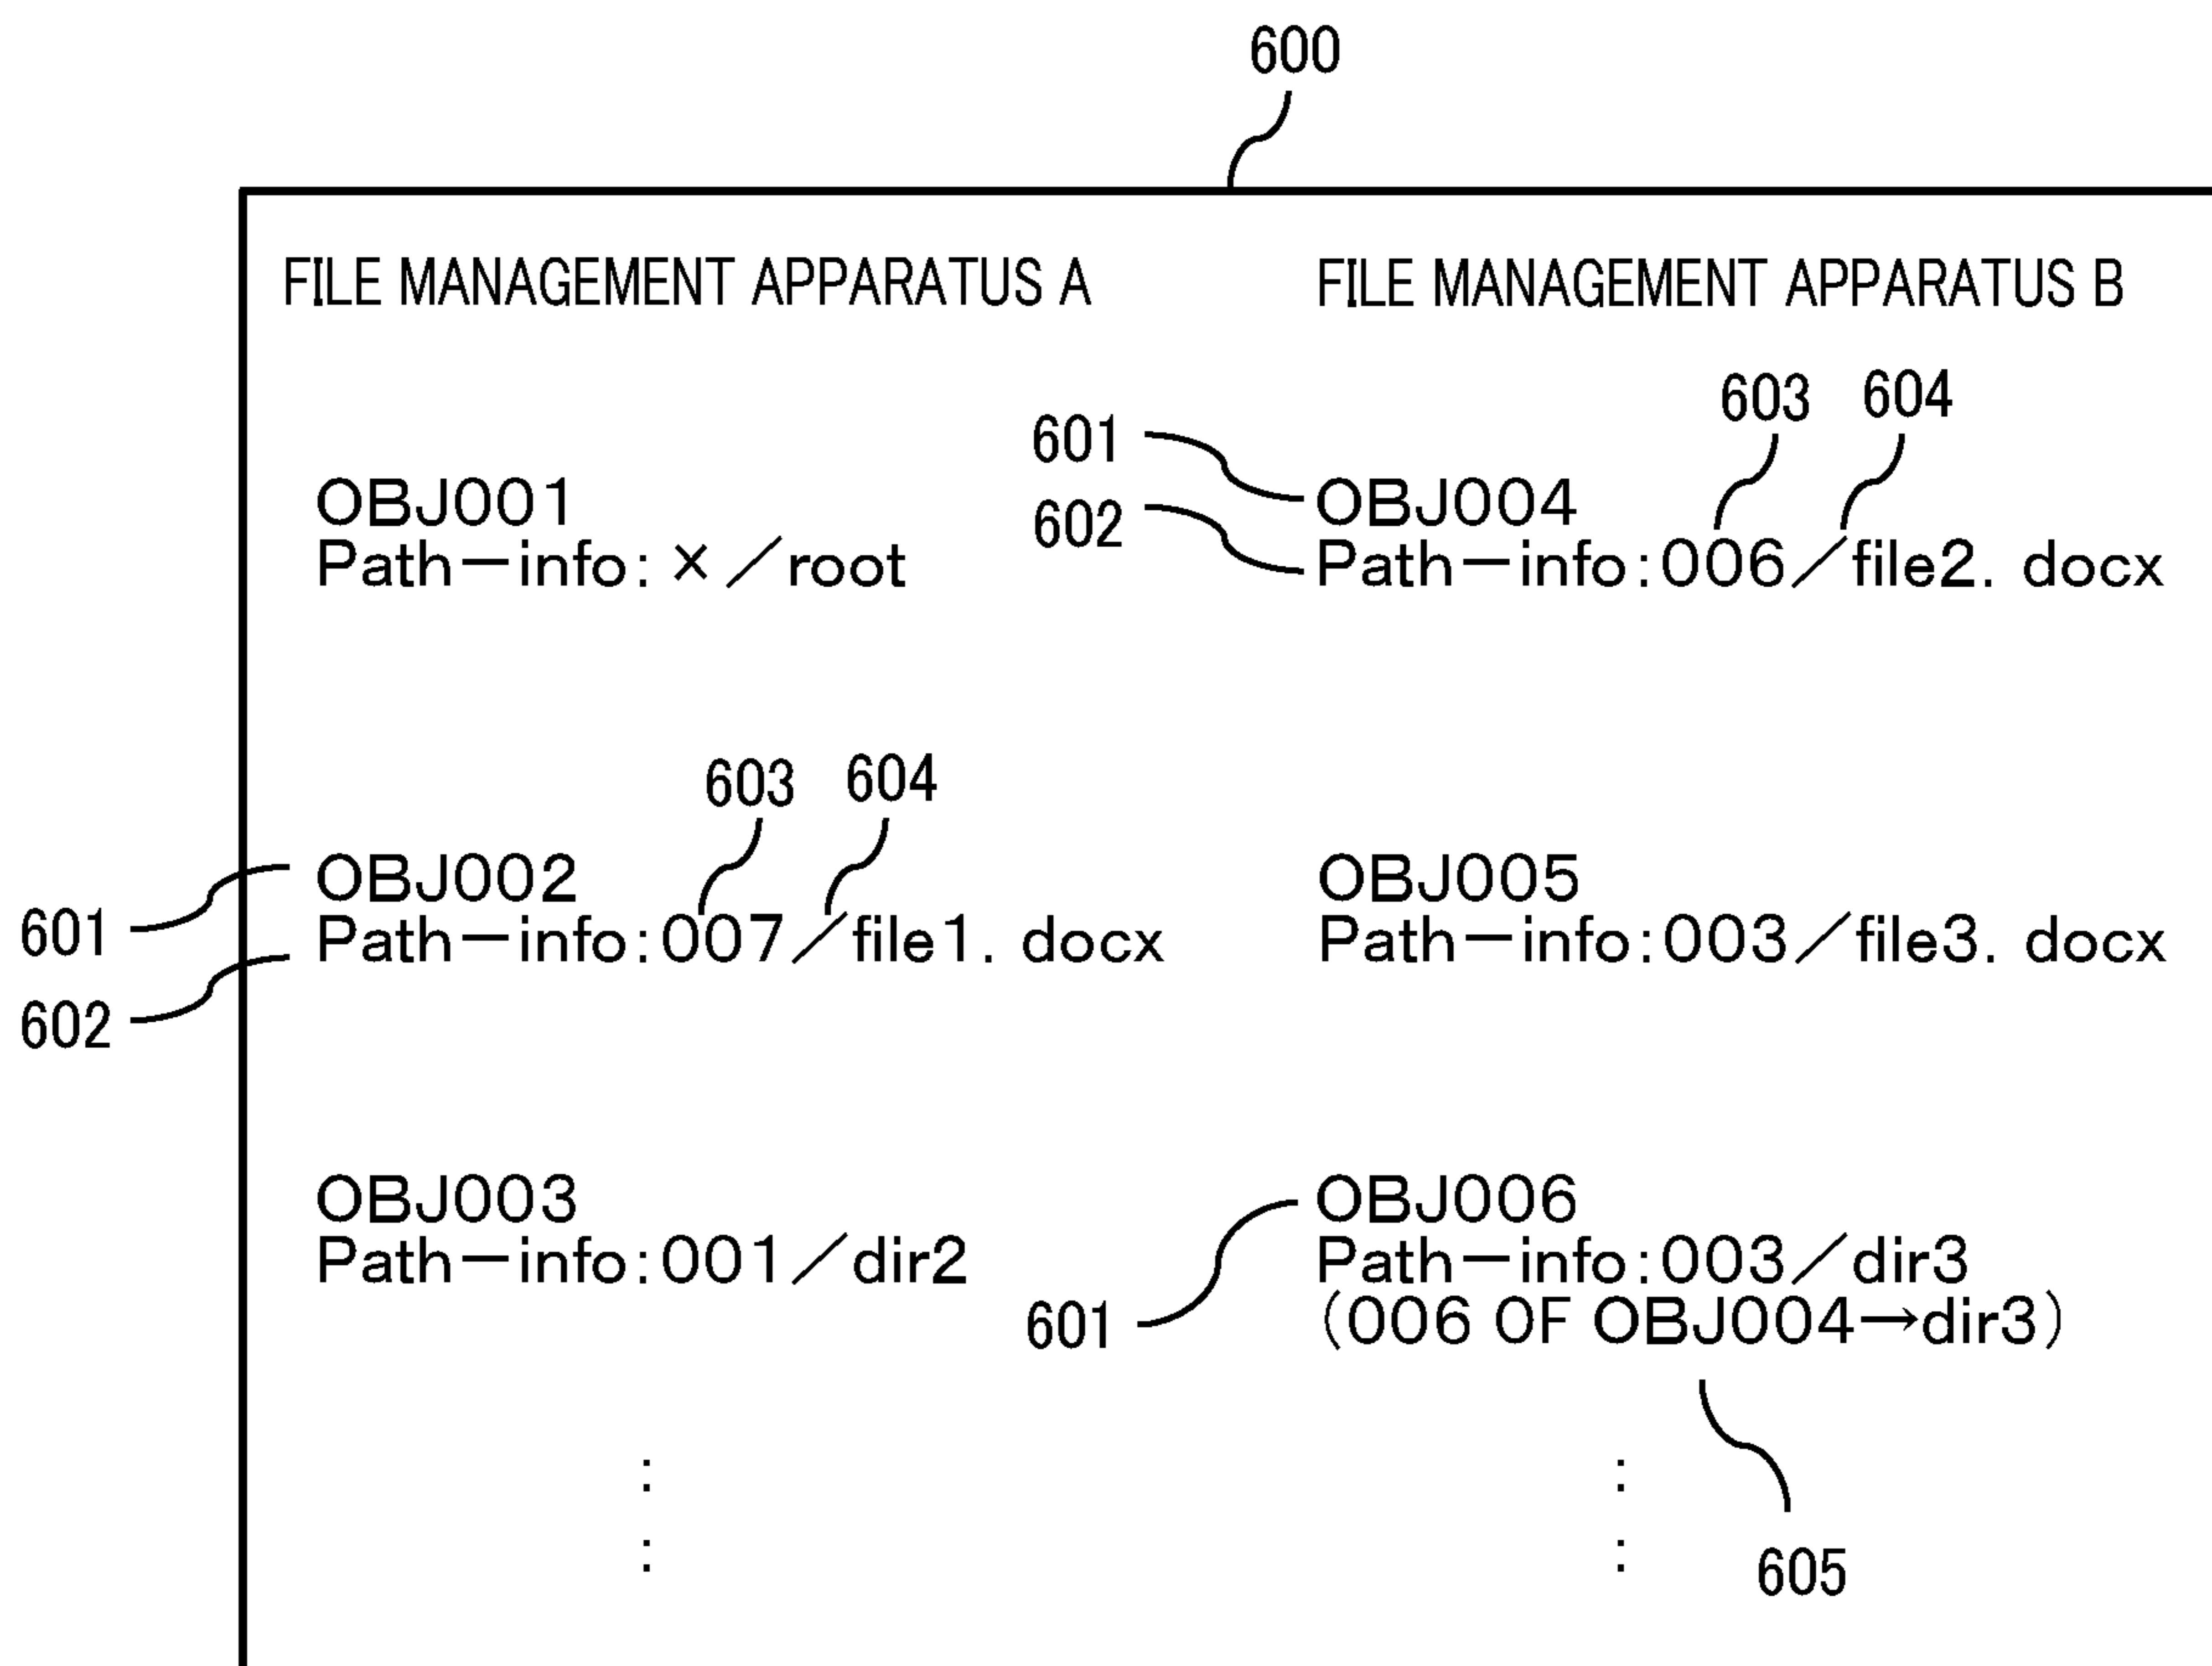 600
FILE MANAGEMENT APPARATUS A
FILE MANAGEMENT APPARATUS B
603 604
601
602
OBJ001
Path−info: ×／root
OBJ004
Path−info:006／file2. docx
603 604
601
602
OBJ002
Path−info:007／file1. docx
OBJ005
Path−info:003／file3. docx
OBJ003
Path−info:001／dir2
601
OBJ006
Path−info:003／dir3
(006 OF OBJ004→dir3)
605
:
:
:
: